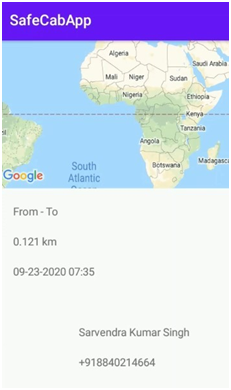 SafeCabApp
Algeria
Saudi Arabia
Mali
Niger
Sudan
Nigeria
Ethiopia
Kenya
Tanzania
Angola
Botswana
Madagasc
South
Atlantic
Google
From - To
0.121 km
09-23-2020 07:35
Sarvendra Kumar Singh
+918840214664